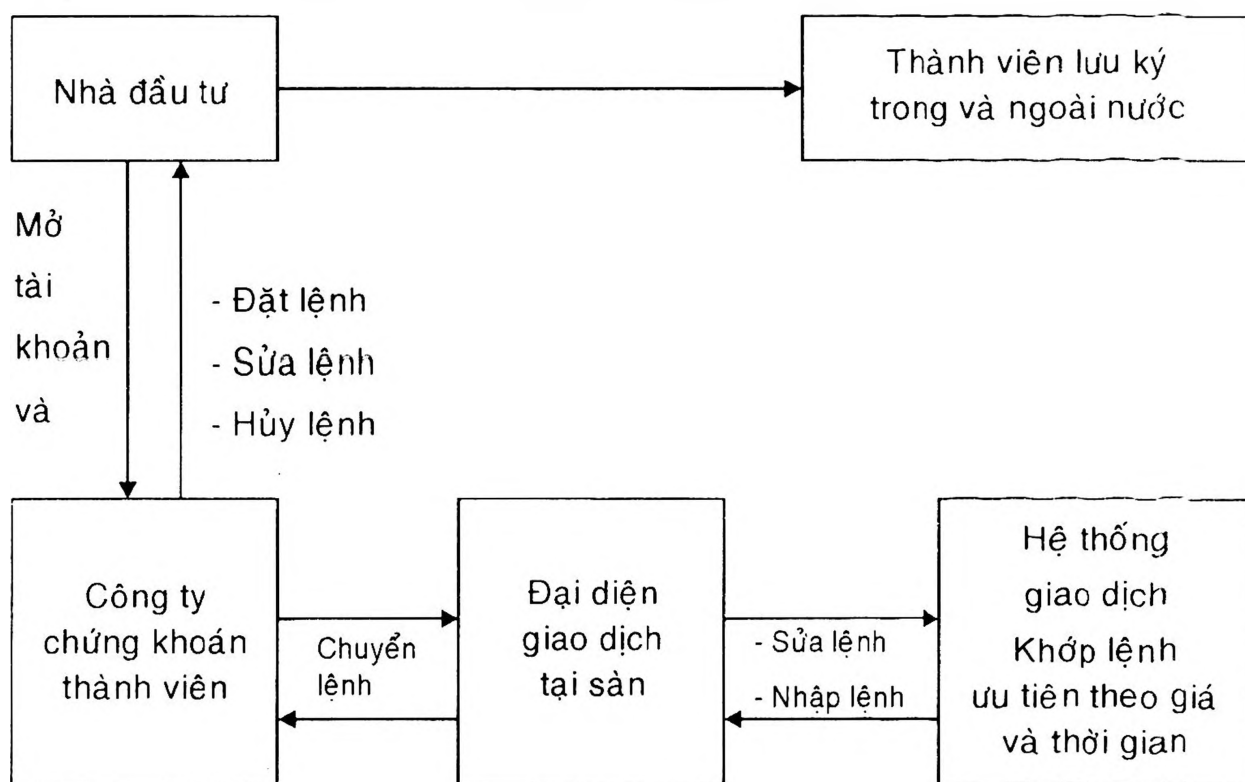 Nhà đầu tư
Thành viên lưu ký
trong và ngoài nước
Mở
tài
khoản
và
- Đặt lệnh
- Sửa lệnh
- Hủy lệnh
Công ty
chứng khoán
thành viên
Chuyển
lệnh
Đại diện
giao dịch
tại sàn
- Sửa lệnh
- Nhập lệnh
Hệ thống
giao dịch
Khớp lệnh
ưu tiên theo giá
và thời gian